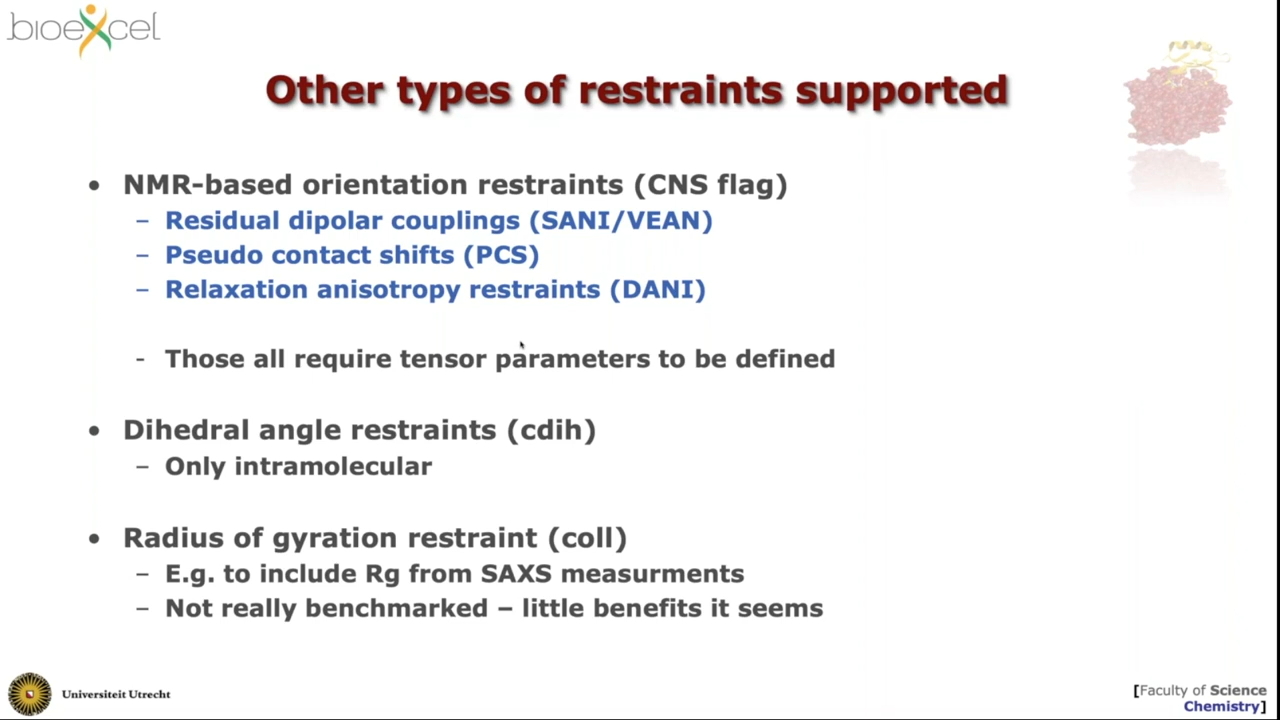 bioexcel
Other types of restraints supported
• NMR-based orientation restraints (CNS flag)
– Residual dipolar couplings (SANI/VEAN)
– Pseudo contact shifts (PCS)
– Relaxation anisotropy restraints (DANI)
- Those all require tensor parameters to be defined
• Dihedral angle restraints (cdih)
– Only intramolecular
• Radius of gyration restraint (coll)
– E.g. to include Rg from SAXS measurments
– Not really benchmarked – little benefits it seems
Universiteit Utrecht
[Faculty of Science
Chemistry]